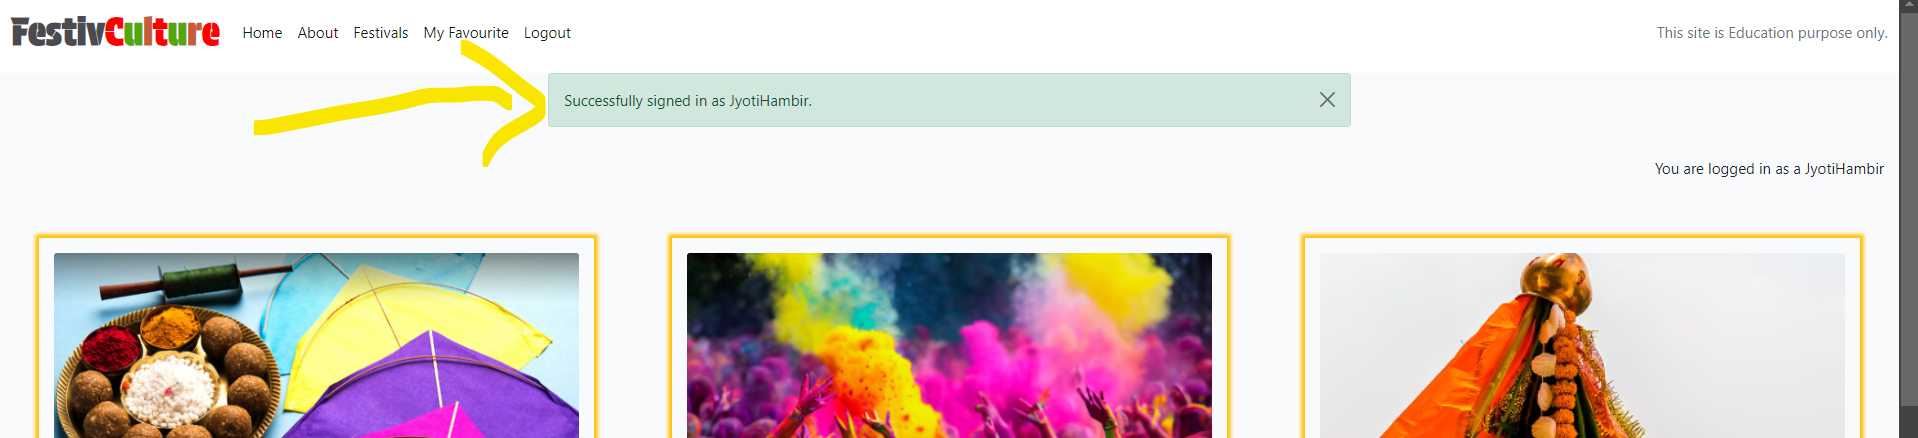 FestivCulture
Home About Festivals My Favourite Logout
This site is Education purpose only.
Successfully signed in as JyotiHambir.
You are logged in as a JyotiHambir